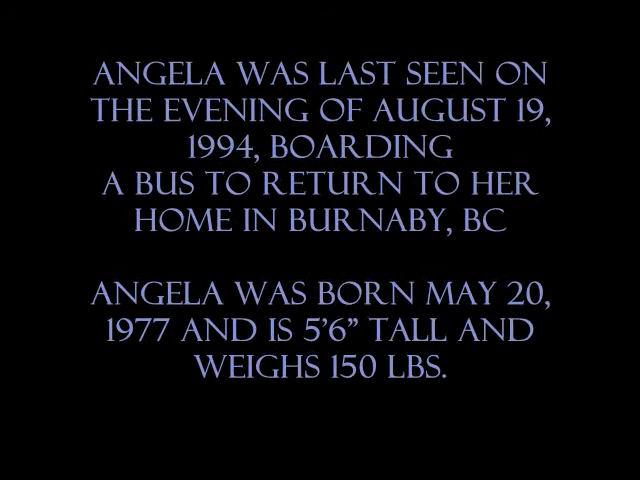 ANGELA WAS LAST SEEN ON
THE EVENING OF AUGUST 19,
1994, BOARDING
A BUS TO RETURN TO HER
HOME IN BURNABY, BC
ANGELA WAS BORN MAY 20,
1977 AND IS 5'6" TALL AND
WEIGHS 150 LBS.